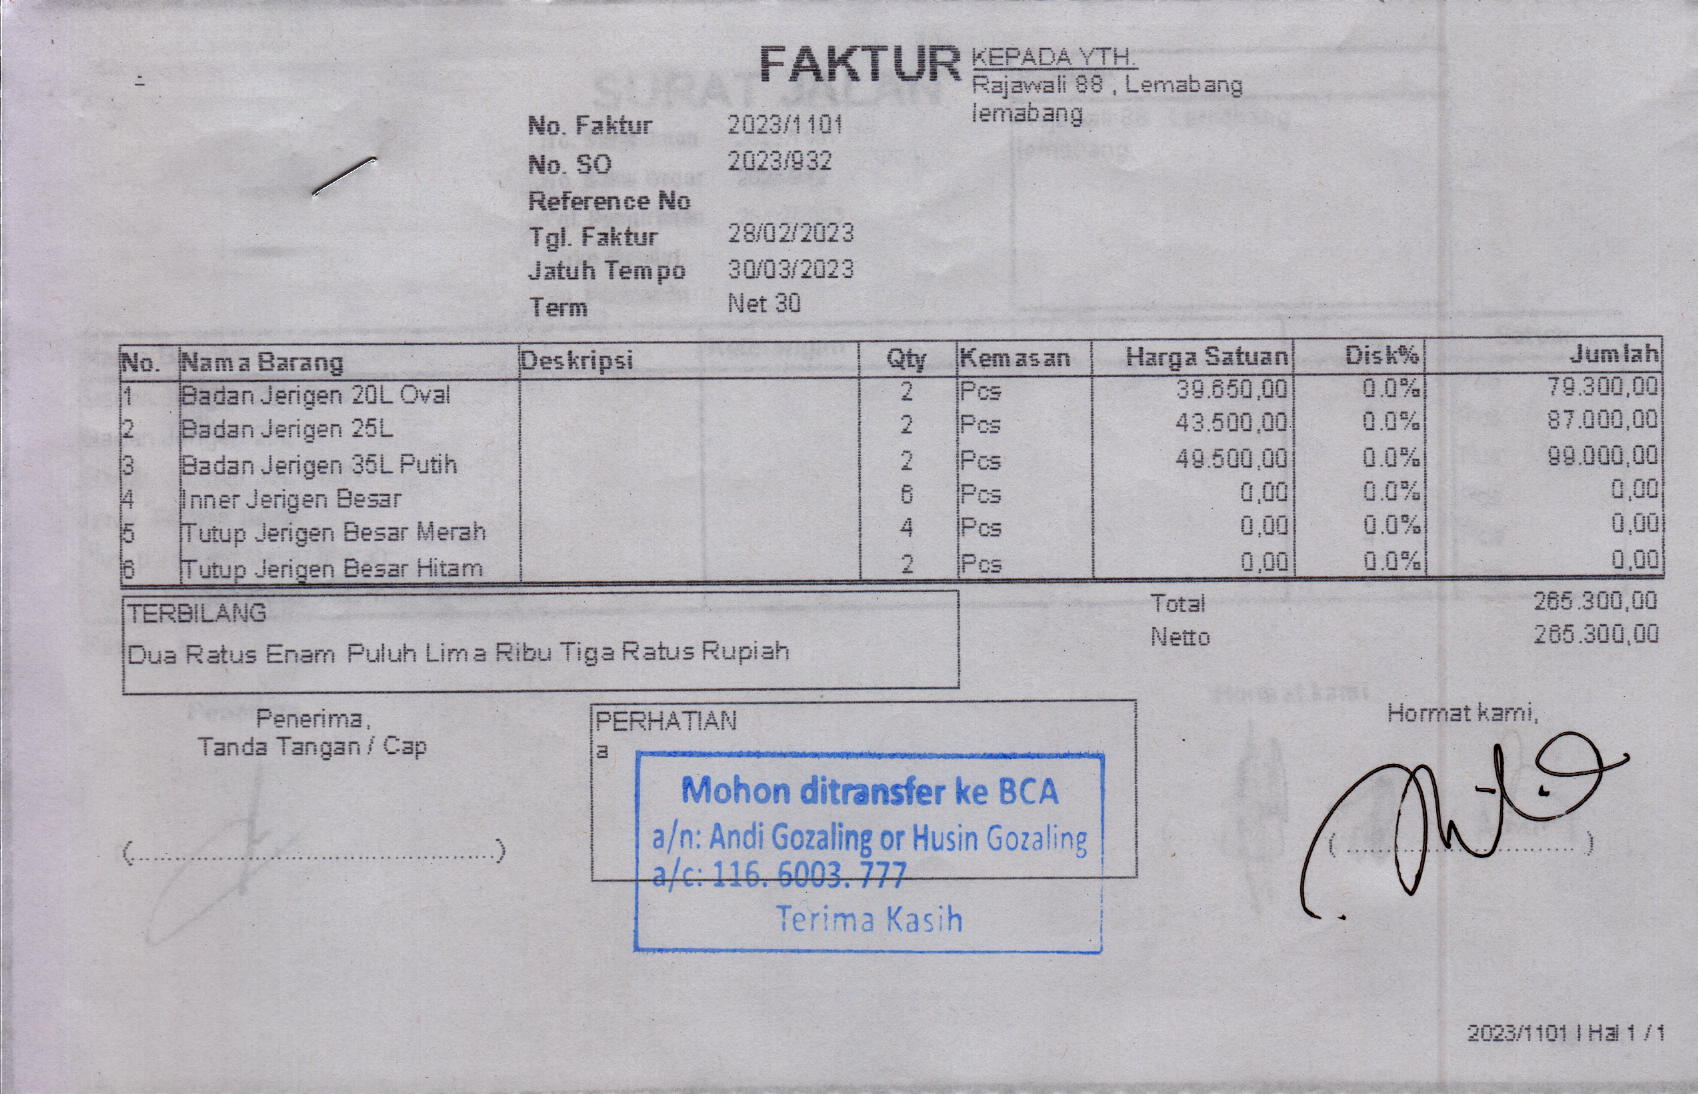 FAKTUR
KEPADA YTH.
Rajawali 88 , Lemabang
lemabang
No. Faktur 2023/1101
No. SO 2023/932
Reference No
Tgl. Faktur 28/02/2023
Jatuh Tempo 30/03/2023
Term Net 30
No. Nama Barang Deskripsi Qty Kemasan Harga Satuan Disk% Jumlah
1 Badan Jerigen 20L Oval 2 Pcs 39.650,00 0.0% 79.300,00
2 Badan Jerigen 25L 2 Pcs 43.500,00 0.0% 87.000,00
3 Badan Jerigen 35L Putih 2 Pcs 49.500,00 0.0% 99.000,00
4 Inner Jerigen Besar 6 Pcs 0,00 0.0% 0,00
5 Tutup Jerigen Besar Merah 4 Pcs 0,00 0.0% 0,00
6 Tutup Jerigen Besar Hitam 2 Pcs 0,00 0.0% 0,00
TERBILANG
Dua Ratus Enam Puluh Lima Ribu Tiga Ratus Rupiah
Total 265.300,00
Netto 265.300,00
Penerima,
Tanda Tangan / Cap
(...........................................)
PERHATIAN
a
Mohon ditransfer ke BCA
a/n: Andi Gozaling or Husin Gozaling
a/c: 116. 6003. 777
Terima Kasih
Hormat kami,
(..............................)
2023/1101 I Hal 1 / 1